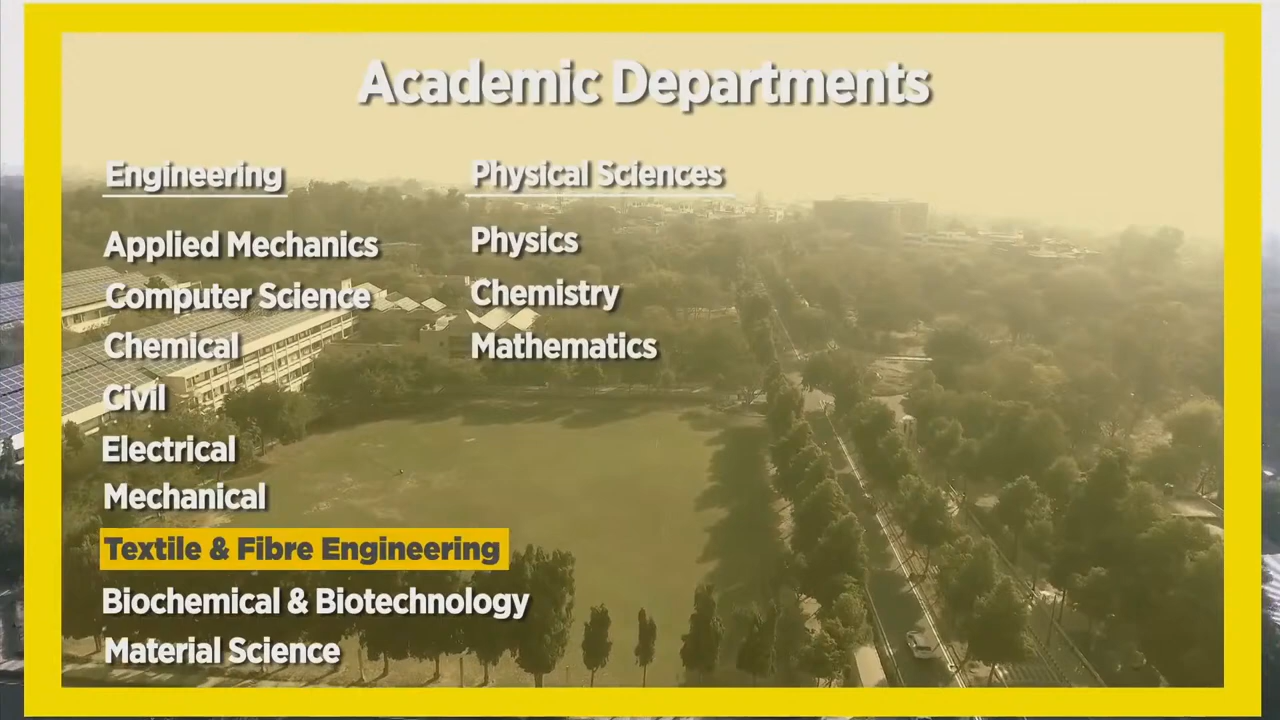 Academic Departments
Engineering
Applied Mechanics
Computer Science
Chemical
Civil
Electrical
Mechanical
Textile & Fibre Engineering
Biochemical & Biotechnology
Material Science
Physical Sciences
Physics
Chemistry
Mathematics